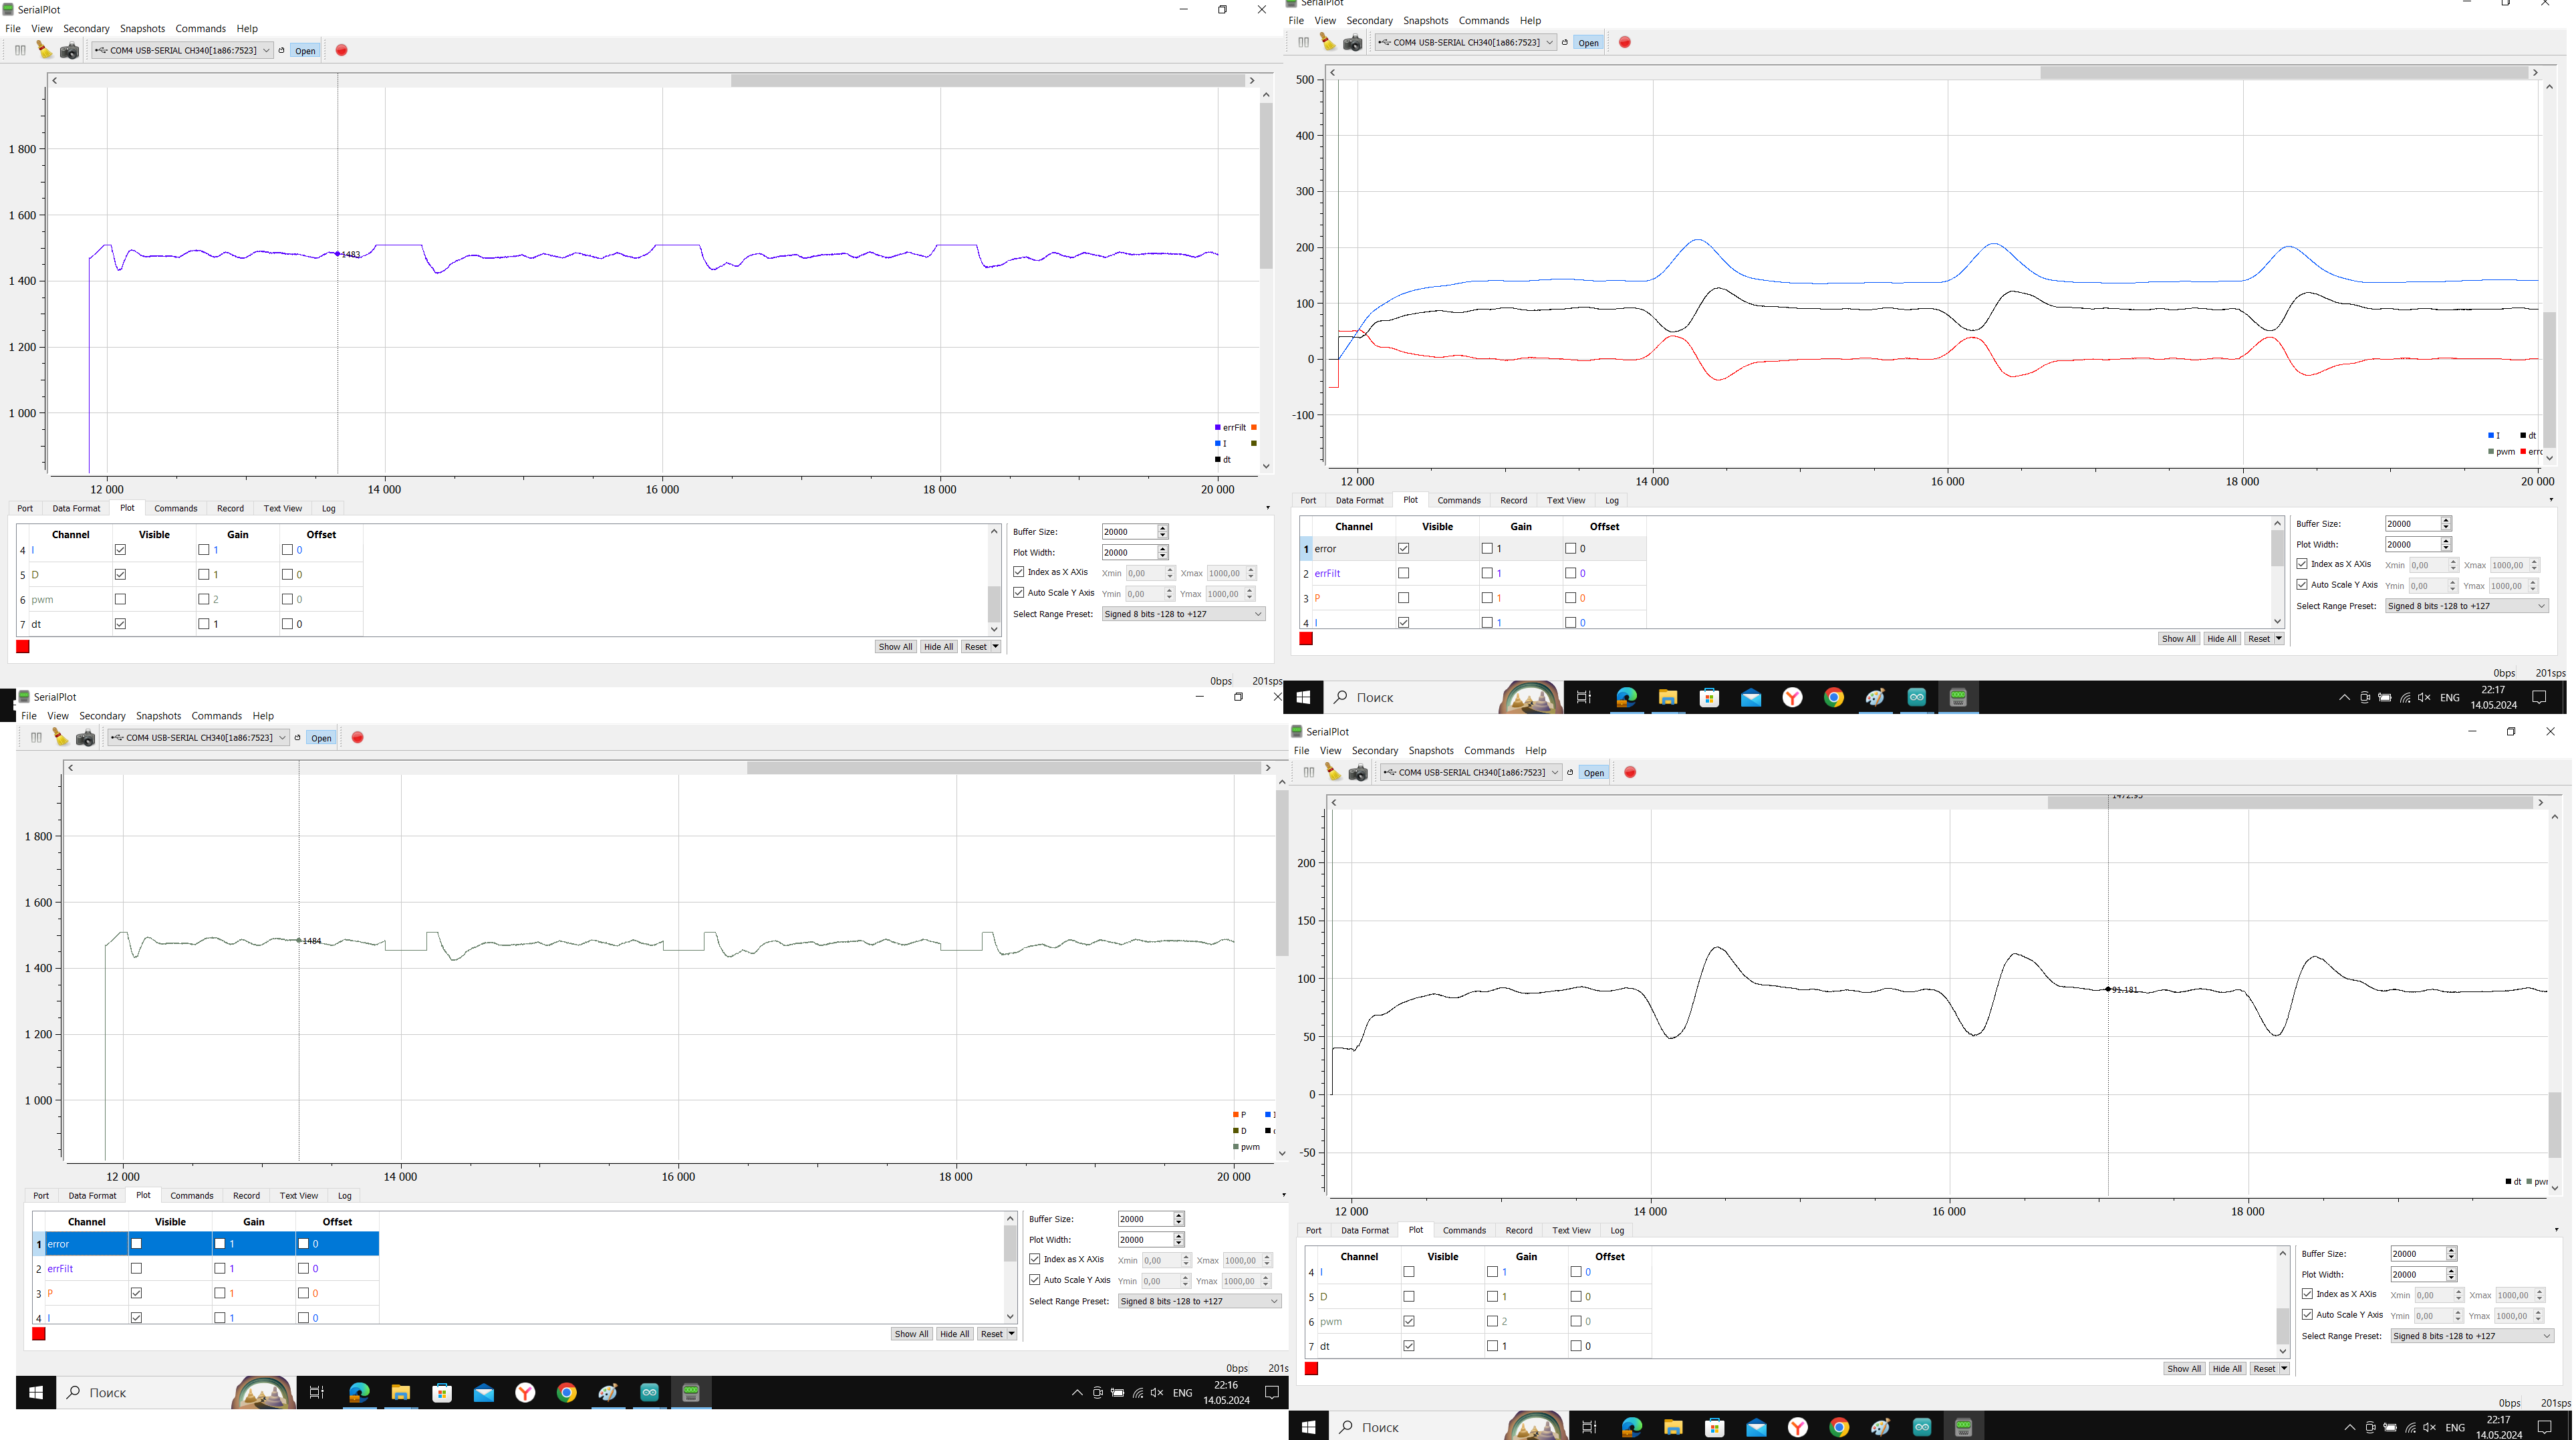 SerialPlot
File View Secondary Snapshots Commands Help
COM4 USB-SERIAL CH340[1a86:7523] Open
1 800
1 600
1483
1 400
1 200
1 000
errFilt
I
dt
12 000 14 000 16 000 18 000 20 000
Port Data Format Plot Commands Record Text View Log
Channel Visible Gain Offset
4 I 1 0
5 D 1 0
6 pwm 2 0
7 dt 1 0
Show All Hide All Reset
Buffer Size: 20000
Plot Width: 20000
Index as X AXis Xmin 0,00 Xmax 1000,00
Auto Scale Y Axis Ymin 0,00 Ymax 1000,00
Select Range Preset: Signed 8 bits -128 to +127
0bps 201sps
SerialPlot
File View Secondary Snapshots Commands Help
COM4 USB-SERIAL CH340[1a86:7523] Open
500
400
300
200
100
0
-100
I dt
pwm erro
12 000 14 000 16 000 18 000 20 000
Port Data Format Plot Commands Record Text View Log
Channel Visible Gain Offset
1 error 1 0
2 errFilt 1 0
3 P 1 0
4 I 1 0
Show All Hide All Reset
Buffer Size: 20000
Plot Width: 20000
Index as X AXis Xmin 0,00 Xmax 1000,00
Auto Scale Y Axis Ymin 0,00 Ymax 1000,00
Select Range Preset: Signed 8 bits -128 to +127
0bps 201sps
Поиск
ENG
22:17
14.05.2024
SerialPlot
File View Secondary Snapshots Commands Help
COM4 USB-SERIAL CH340[1a86:7523] Open
1 800
1 600
1484
1 400
1 200
1 000
P I
D
pwm
12 000 14 000 16 000 18 000 20 000
Port Data Format Plot Commands Record Text View Log
Channel Visible Gain Offset
1 error 1 0
2 errFilt 1 0
3 P 1 0
4 I 1 0
Show All Hide All Reset
Buffer Size: 20000
Plot Width: 20000
Index as X AXis Xmin 0,00 Xmax 1000,00
Auto Scale Y Axis Ymin 0,00 Ymax 1000,00
Select Range Preset: Signed 8 bits -128 to +127
0bps 201s
Поиск
ENG
22:16
14.05.2024
SerialPlot
File View Secondary Snapshots Commands Help
COM4 USB-SERIAL CH340[1a86:7523] Open
200
150
100
91.181
50
0
-50
dt pwm
12 000 14 000 16 000 18 000
Port Data Format Plot Commands Record Text View Log
Channel Visible Gain Offset
4 I 1 0
5 D 1 0
6 pwm 2 0
7 dt 1 0
Show All Hide All Reset
Buffer Size: 20000
Plot Width: 20000
Index as X AXis Xmin 0,00 Xmax 1000,00
Auto Scale Y Axis Ymin 0,00 Ymax 1000,00
Select Range Preset: Signed 8 bits -128 to +127
0bps 201sps
Поиск
ENG
22:17
14.05.2024